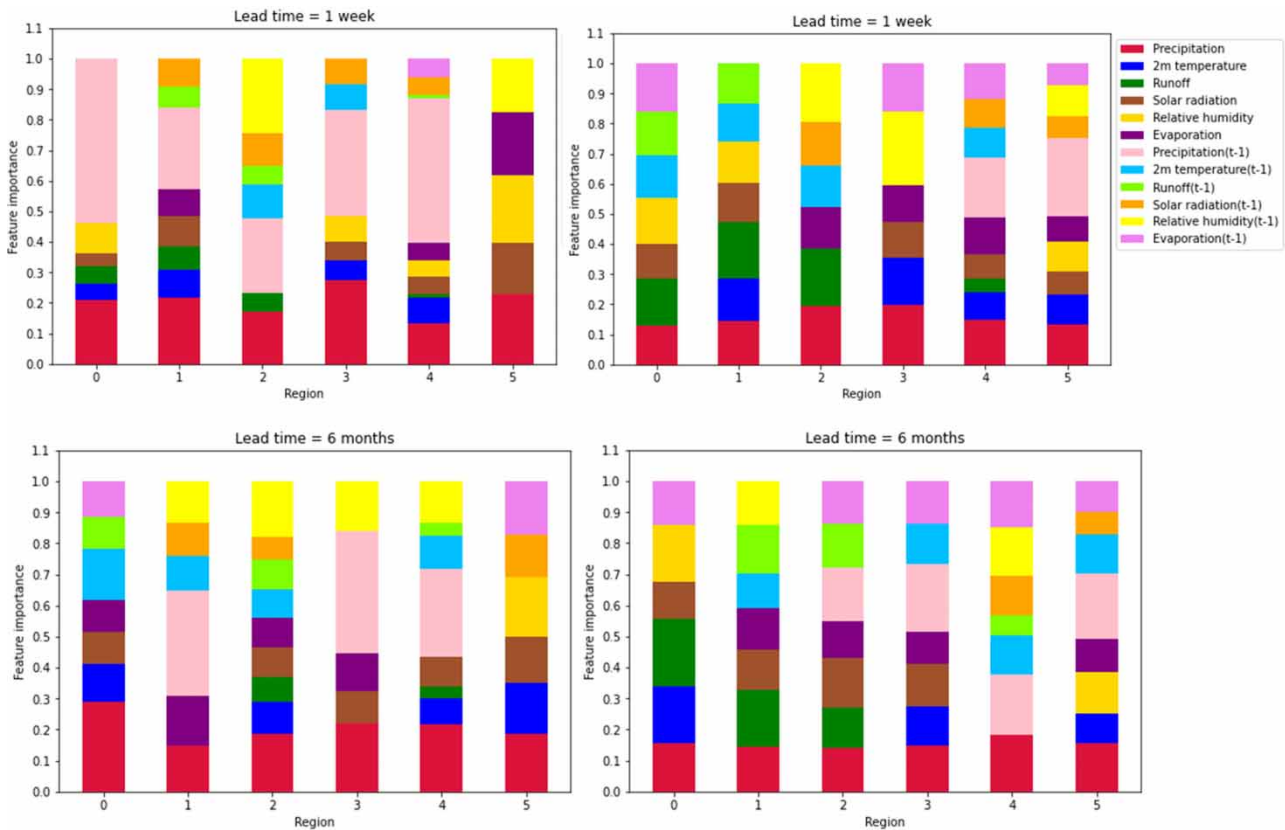 Lead time = 1 week
1.1
1.0
0.9
0.8
0.7
0.6
0.5
0.4
0.3
0.2
0.1
0.0
Feature importance
0 1 2 3 4 5
Region
Lead time = 1 week
1.1
1.0
0.9
0.8
0.7
0.6
0.5
0.4
0.3
0.2
0.1
0.0
Feature importance
0 1 2 3 4 5
Region
Precipitation
2m temperature
Runoff
Solar radiation
Relative humidity
Evaporation
Precipitation(t-1)
2m temperature(t-1)
Runoff(t-1)
Solar radiation(t-1)
Relative humidity(t-1)
Evaporation(t-1)
Lead time = 6 months
1.1
1.0
0.9
0.8
0.7
0.6
0.5
0.4
0.3
0.2
0.1
0.0
Feature importance
0 1 2 3 4 5
Region
Lead time = 6 months
1.1
1.0
0.9
0.8
0.7
0.6
0.5
0.4
0.3
0.2
0.1
0.0
Feature importance
0 1 2 3 4 5
Region